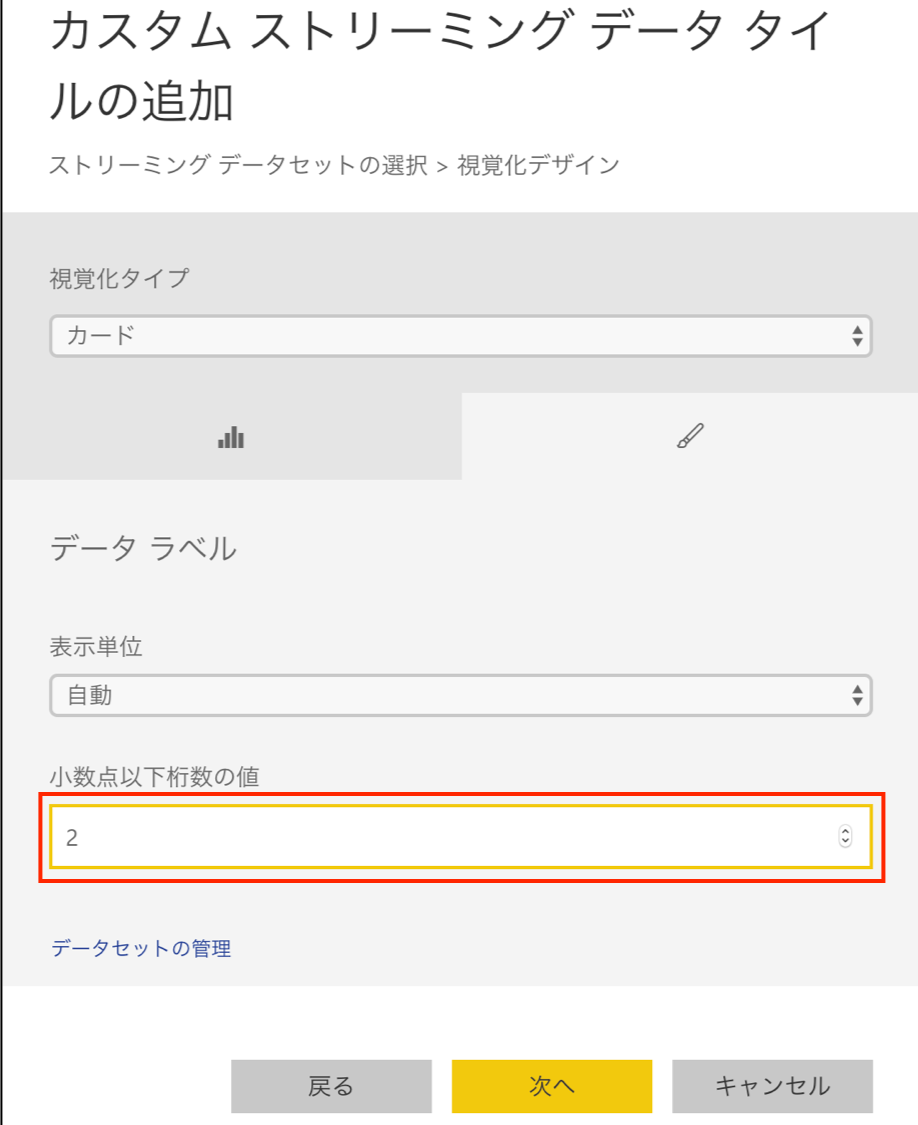 カスタム ストリーミング データ タイ
ルの追加
ストリーミング データセットの選択 > 視覚化デザイン
視覚化タイプ
カード
データ ラベル
表示単位
自動
小数点以下桁数の値
2
データセットの管理
戻る 次へ キャンセル